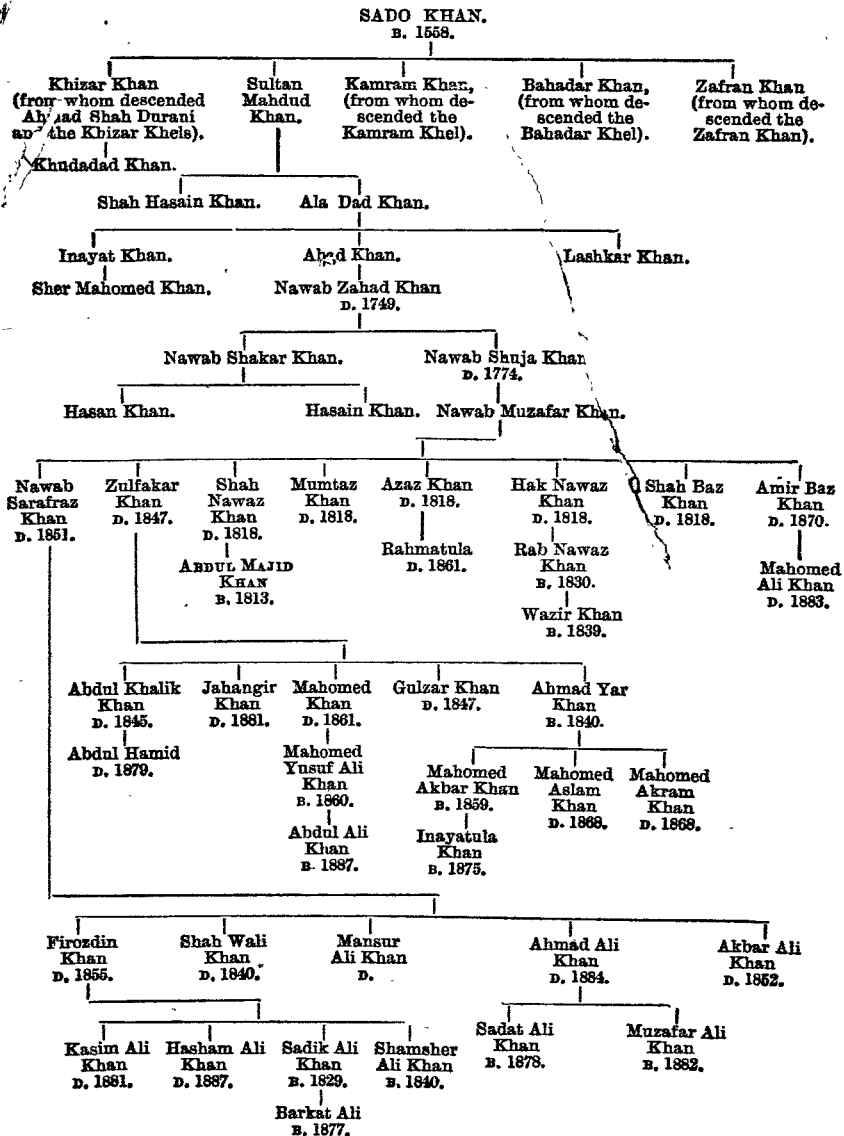 SADO KHAN.
B. 1558.
Khizar Khan
(from whom descended
Ahmad Shah Durani
and the Khizar Khels).
Khudadad Khan.
Sultan
Mahdud
Khan.
Kamram Khan,
(from whom de-
scended the
Kamram Khel).
Bahadar Khan,
(from whom de-
scended the
Bahadar Khel).
Zafran Khan
(from whom de-
scended the
Zafran Khan).
Shah Hasain Khan.
Ala Dad Khan.
Inayat Khan.
Sher Mahomed Khan.
Khan.
Lashkar Khan.
Nawab Zahad Khan
D. 1749.
Nawab Shakar Khan.
Nawab Shuja Khan
D. 1774.
Hasan Khan.
Hasain Khan.
Nawab Muzafar Khan.
Nawab
Sarafraz
Khan
D. 1851.
Zulfakar
Khan
D. 1847.
Shah
Nawaz
Khan
D. 1818.
ABDUL MAJID
KHAN
B. 1813.
Mumtaz
Khan
D. 1818.
Azaz Khan
D. 1818.
Rahmatula
D. 1861.
Hak Nawaz
Khan
D. 1818.
Rab Nawaz
Khan
B. 1830.
Wazir Khan
B. 1839.
Shah Baz
Khan
D. 1818.
Amir Baz
Khan
D. 1870.
Mahomed
Ali Khan
D. 1883.
Abdul Khalik
Khan
D. 1845.
Abdul Hamid
D. 1879.
Jahangir
Khan
D. 1881.
Mahomed
Khan
D. 1861.
Mahomed
Yusuf Ali
Khan
B. 1860.
Abdul Ali
Khan
B. 1887.
Gulzar Khan
D. 1847.
Ahmad Yar
Khan
B. 1840.
Mahomed
Akbar Khan
B. 1859.
Inayatula
Khan
B. 1875.
Mahomed
Aslam
Khan
D. 1868.
Mahomed
Akram
Khan
D. 1868.
Firozdin
Khan
D. 1855.
Shah Wali
Khan
D. 1840.
Mansur
Ali Khan
D.
Ahmad Ali
Khan
D. 1884.
Akbar Ali
Khan
D. 1852.
Kasim Ali
Khan
D. 1881.
Hasham Ali
Khan
D. 1887.
Sadik Ali
Khan
B. 1829.
Barkat Ali
B. 1877.
Shamsher
Ali Khan
B. 1840.
Sadat Ali
Khan
B. 1878.
Muzafar Ali
Khan
B. 1882.